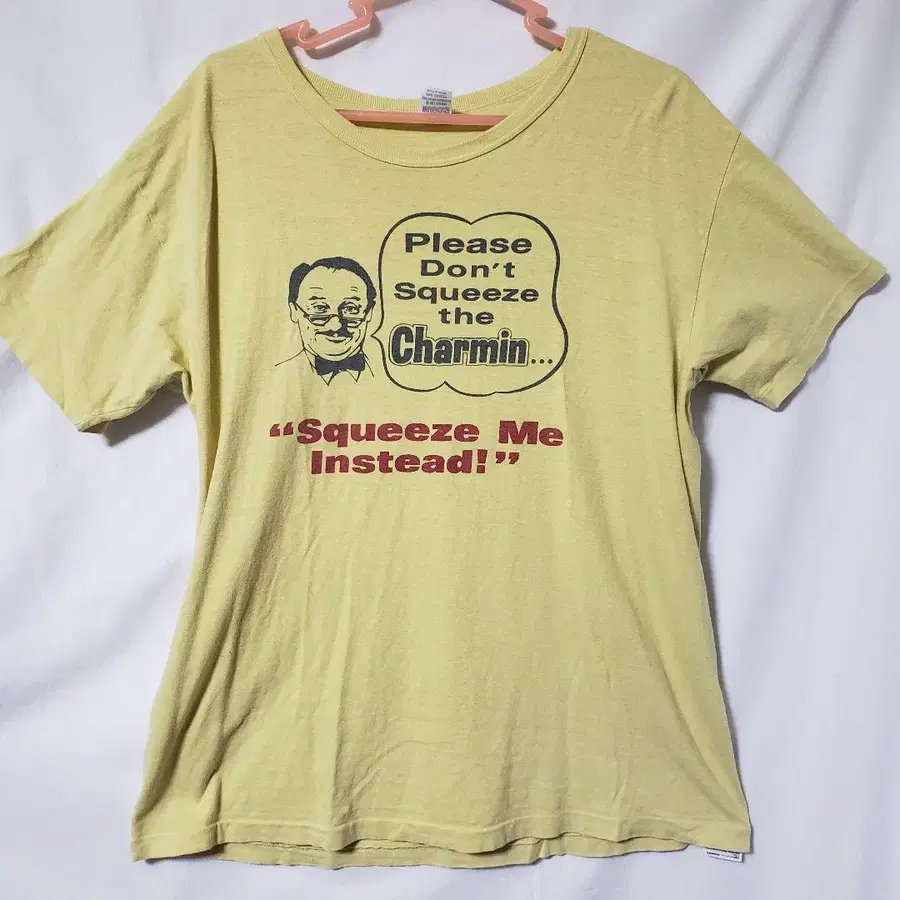 Please
Don't
Squeeze
the
Charmin...
"Squeeze Me
Instead!"